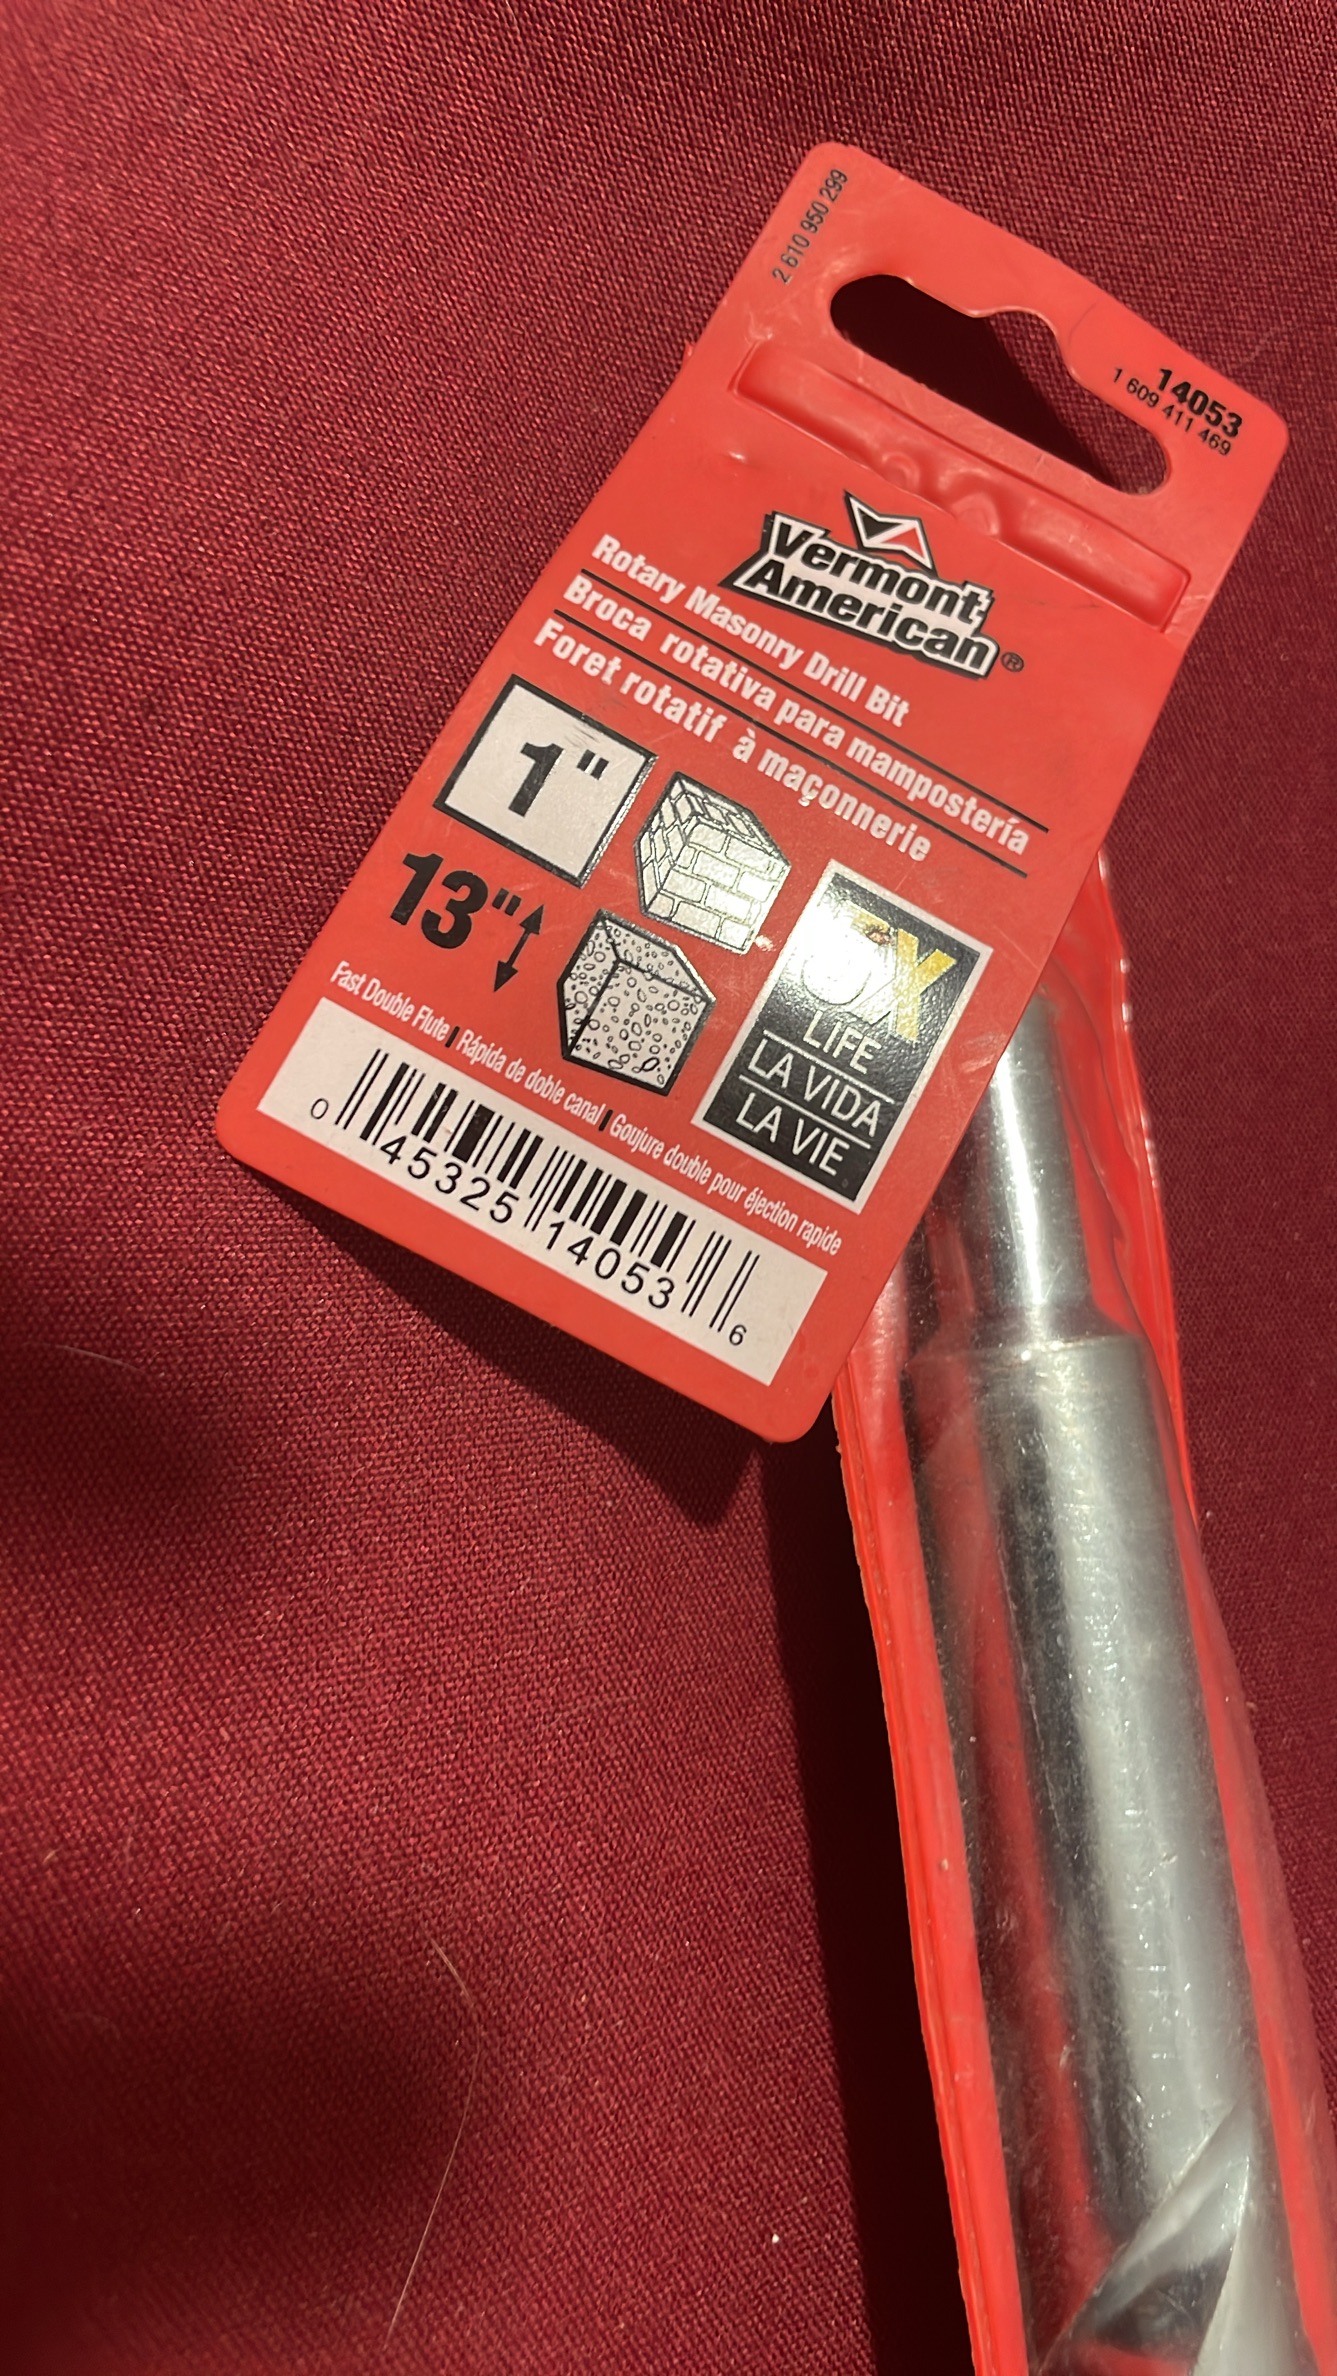 2 610 950 299
14053
1 609 411 469
Vermont
American®
Rotary Masonry Drill Bit
Broca rotativa para mampostería
Foret rotatif à maçonnerie
1"
13"
X
LIFE
LA VIDA
LA VIE
Fast Double Flute | Rápida de doble canal | Goujure double pour éjection rapide
0 45325 14053 6